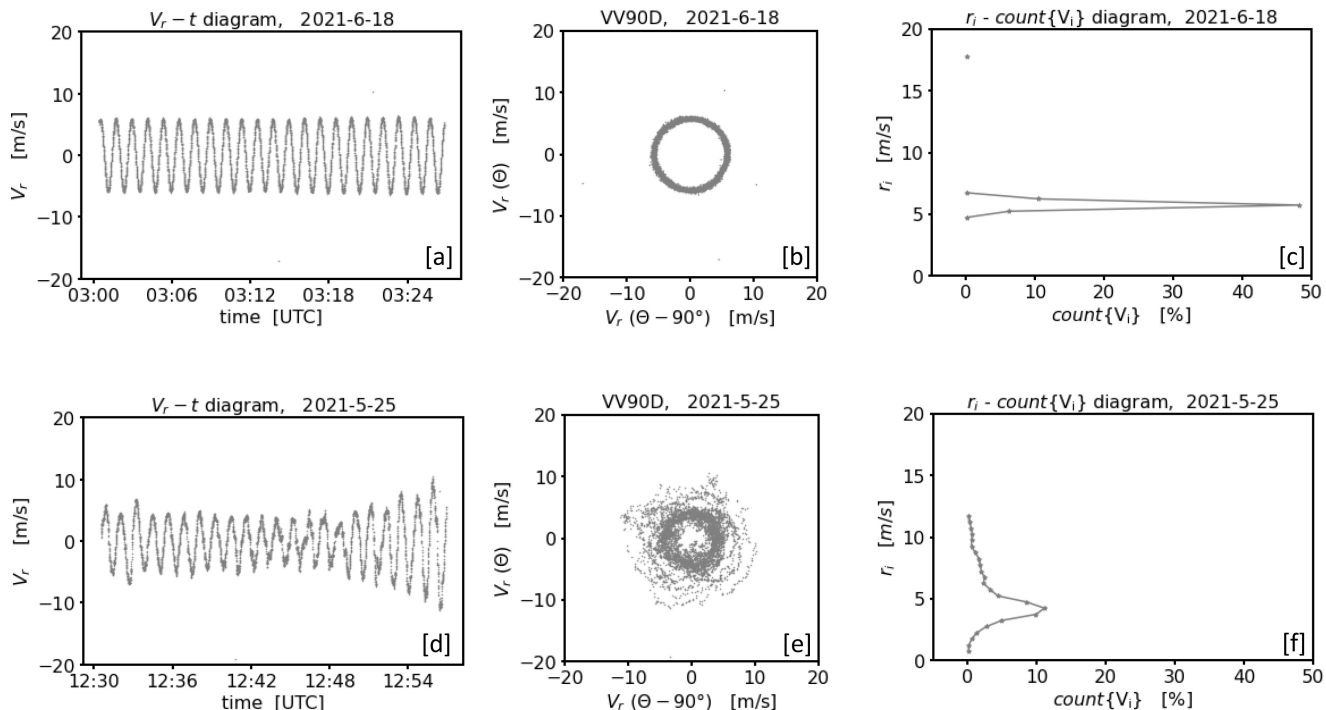 V_r − t diagram, 2021-6-18
20
10
0
−10
−20
V_r [m/s]
[a]
03:00 03:06 03:12 03:18 03:24
time [UTC]
VV90D, 2021-6-18
20
10
0
−10
−20
V_r (Θ) [m/s]
[b]
−20 −10 0 10 20
V_r (Θ − 90°) [m/s]
r_i - count{V_i} diagram, 2021-6-18
20
15
10
5
0
r_i [m/s]
[c]
0 10 20 30 40 50
count{V_i} [%]
V_r − t diagram, 2021-5-25
20
10
0
−10
−20
V_r [m/s]
[d]
12:30 12:36 12:42 12:48 12:54
time [UTC]
VV90D, 2021-5-25
20
10
0
−10
−20
V_r (Θ) [m/s]
[e]
−20 −10 0 10 20
V_r (Θ − 90°) [m/s]
r_i - count{V_i} diagram, 2021-5-25
20
15
10
5
0
r_i [m/s]
[f]
0 10 20 30 40 50
count{V_i} [%]